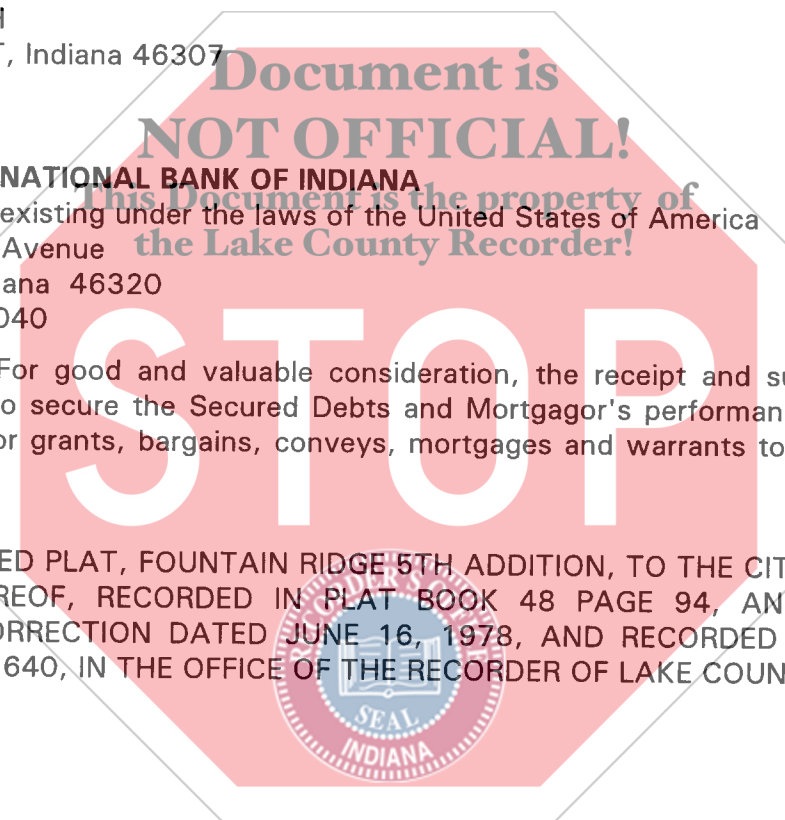 H
T, Indiana 46307
Document is
NOT OFFICIAL!
NATIONAL BANK OF INDIANA
This Document is the property of
existing under the laws of the United States of America
Avenue
the Lake County Recorder!
ana 46320
040
STOP
For good and valuable consideration, the receipt and su
o secure the Secured Debts and Mortgagor's performan
or grants, bargains, conveys, mortgages and warrants to
ED PLAT, FOUNTAIN RIDGE 5TH ADDITION, TO THE CIT
REOF, RECORDED IN PLAT BOOK 48 PAGE 94, AN
ORRECTION DATED JUNE 16, 1978, AND RECORDED
640, IN THE OFFICE OF THE RECORDER OF LAKE COUN
RECORDER'S OFFICE
SEAL
INDIANA